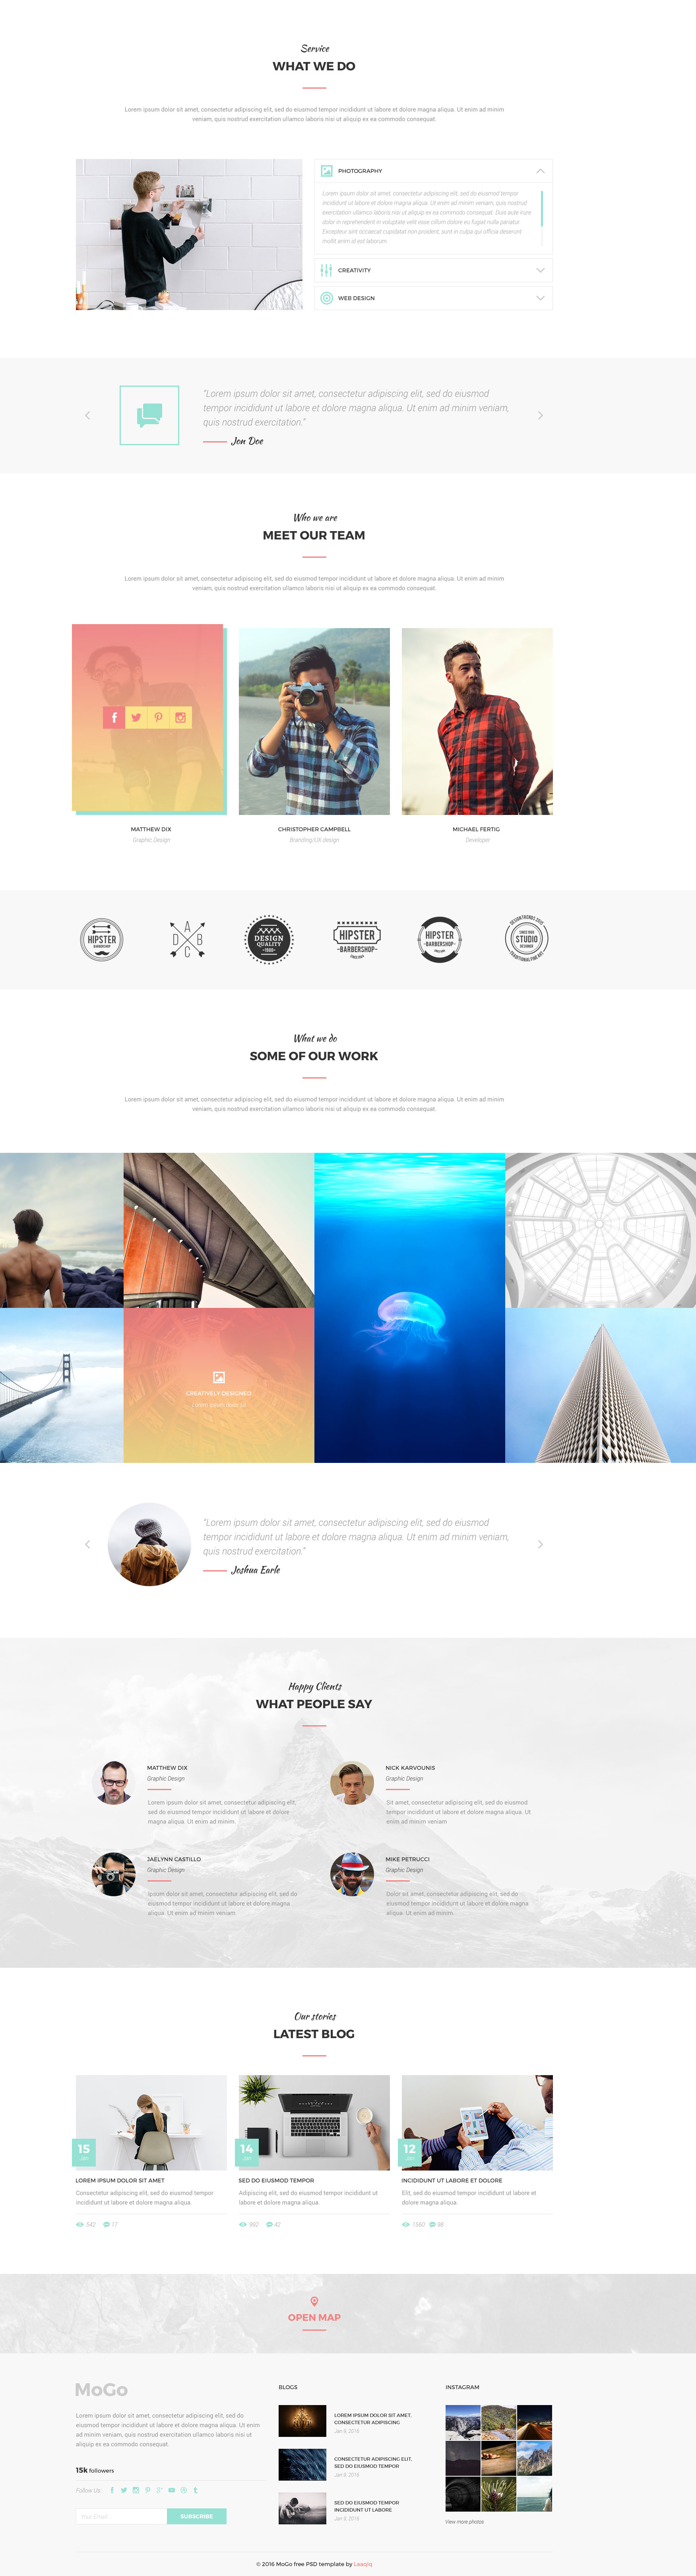 Service
WHAT WE DO
Lorem ipsum dolor sit amet, consectetur adipiscing elit, sed do eiusmod tempor incididunt ut labore et dolore magna aliqua. Ut enim ad minim
veniam, quis nostrud exercitation ullamco laboris nisi ut aliquip ex ea commodo consequat.
PHOTOGRAPHY
Lorem ipsum dolor sit amet, consectetur adipiscing elit, sed do eiusmod tempor
incididunt ut labore et dolore magna aliqua. Ut enim ad minim veniam, quis nostrud
exercitation ullamco laboris nisi ut aliquip ex ea commodo consequat. Duis aute irure
dolor in reprehenderit in voluptate velit esse cillum dolore eu fugiat nulla pariatur.
Excepteur sint occaecat cupidatat non proident, sunt in culpa qui officia deserunt
mollit anim id est laborum.
CREATIVITY
WEB DESIGN
“Lorem ipsum dolor sit amet, consectetur adipiscing elit, sed do eiusmod
tempor incididunt ut labore et dolore magna aliqua. Ut enim ad minim veniam,
quis nostrud exercitation.”
Jon Doe
Who we are
MEET OUR TEAM
Lorem ipsum dolor sit amet, consectetur adipiscing elit, sed do eiusmod tempor incididunt ut labore et dolore magna aliqua. Ut enim ad minim
veniam, quis nostrud exercitation ullamco laboris nisi ut aliquip ex ea commodo consequat.
MATTHEW DIX
Graphic Design
CHRISTOPHER CAMPBELL
Branding/UX design
MICHAEL FERTIG
Developer
HIPSTER
BARBERSHOP
A
D B
C
DESIGN
QUALITY
1980
HIPSTER
BARBERSHOP
HIPSTER
BARBERSHOP
STUDIO
What we do
SOME OF OUR WORK
Lorem ipsum dolor sit amet, consectetur adipiscing elit, sed do eiusmod tempor incididunt ut labore et dolore magna aliqua. Ut enim ad minim
veniam, quis nostrud exercitation ullamco laboris nisi ut aliquip ex ea commodo consequat.
CREATIVELY DESIGNED
“Lorem ipsum dolor sit amet, consectetur adipiscing elit, sed do eiusmod
tempor incididunt ut labore et dolore magna aliqua. Ut enim ad minim veniam,
quis nostrud exercitation.”
Joshua Earle
Happy Clients
WHAT PEOPLE SAY
MATTHEW DIX
Graphic Design
Lorem ipsum dolor sit amet, consectetur adipiscing elit,
sed do eiusmod tempor incididunt ut labore et dolore
magna aliqua. Ut enim ad minim
NICK KARVOUNIS
Graphic Design
Sit amet, consectetur adipiscing elit, sed do eiusmod
tempor incididunt ut labore et dolore magna aliqua. Ut
enim ad minim veniam
JAELYNN CASTILLO
Graphic Design
Ipsum dolor sit amet, consectetur adipiscing elit, sed do
eiusmod tempor incididunt ut labore et dolore magna
aliqua. Ut enim ad minim veniam
MIKE PETRUCCI
Graphic Design
Dolor sit amet, consectetur adipiscing elit, sed do
eiusmod tempor incididunt ut labore et dolore magna
aliqua. Ut enim ad minim
Our stories
LATEST BLOG
15
Jan
LOREM IPSUM DOLOR SIT AMET
Consectetur adipiscing elit, sed do eiusmod tempor
incididunt ut labore et dolore magna aliqua.
542 17
14
Jan
SED DO EIUSMOD TEMPOR
Adipiscing elit, sed do eiusmod tempor incididunt ut
labore et dolore magna aliqua.
992 42
12
Jan
INCIDIDUNT UT LABORE ET DOLORE
Elit, sed do eiusmod tempor incididunt ut labore et
dolore magna aliqua.
1560 98
OPEN MAP
MoGo
Lorem ipsum dolor sit amet, consectetur adipiscing elit, sed do
eiusmod tempor incididunt ut labore et dolore magna aliqua. Ut enim
ad minim veniam, quis nostrud exercitation ullamco laboris nisi ut
aliquip ex ea commodo consequat.
15k followers
Follow Us:
Your Email...
SUBSCRIBE
BLOGS
LOREM IPSUM DOLOR SIT AMET,
CONSECTETUR ADIPISCING
Jan 9, 2016
CONSECTETUR ADIPISCING ELIT,
SED DO EIUSMOD TEMPOR
Jan 9, 2016
SED DO EIUSMOD TEMPOR
INCIDIDUNT UT LABORE
Jan 9, 2016
INSTAGRAM
View more photos
© 2016 MoGo free PSD template by Laaqiq